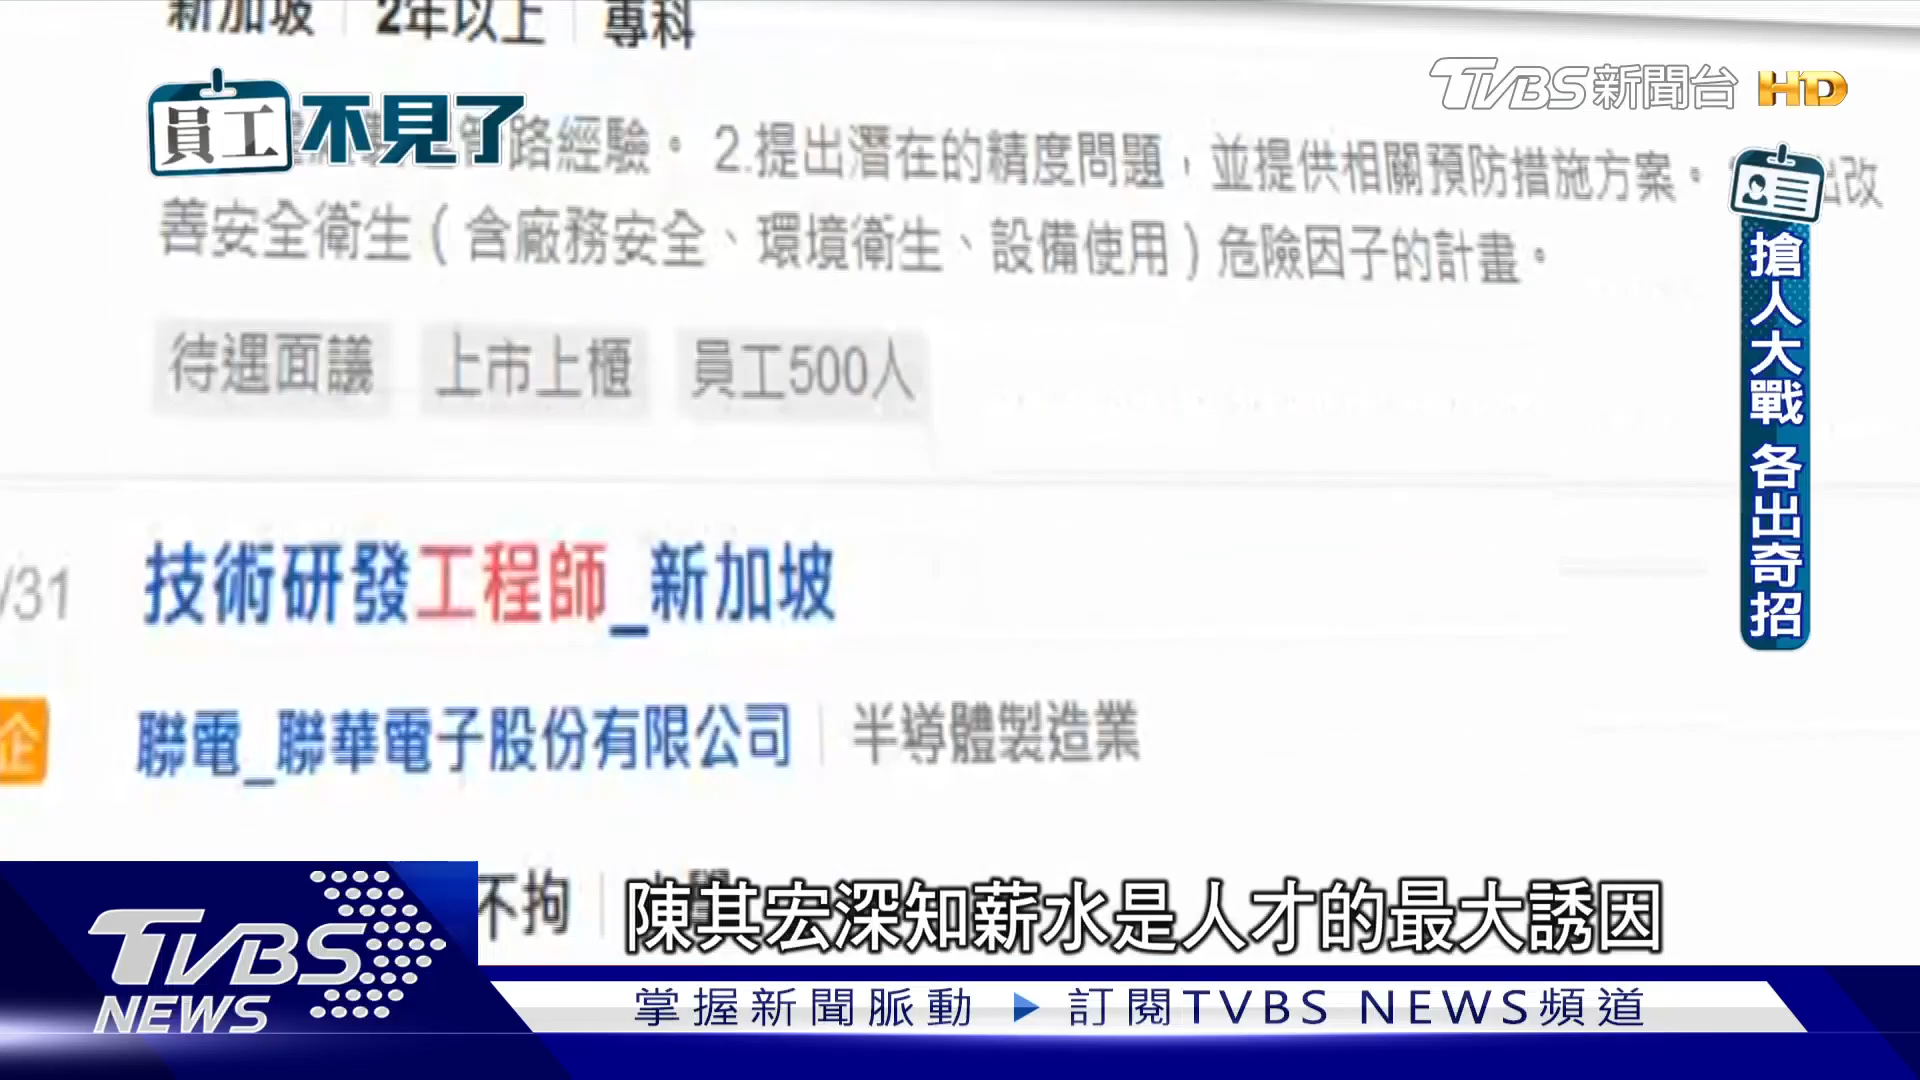 新加坡 2年以上 專科
員工不見了
TVBS新聞台 HD
路經驗。 2.提出潛在的精度問題,並提供相關預防措施方案。 出改
善安全衛生(含廠務安全、環境衛生、設備使用)危險因子的計畫。
待遇面議 上市上櫃 員工500人
搶人大戰 各出奇招
/31 技術研發工程師_新加坡
企 聯電_聯華電子股份有限公司 半導體製造業
不拘
陳其宏深知薪水是人才的最大誘因
TVBS NEWS
掌握新聞脈動 ▶ 訂閱TVBS NEWS頻道